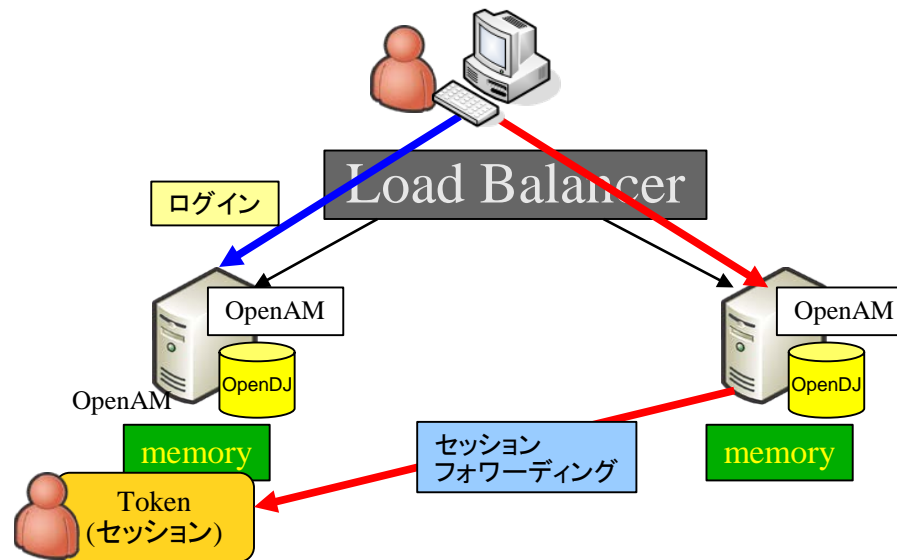 Load Balancer
ログイン
OpenAM
OpenAM
OpenDJ
OpenDJ
OpenAM
memory
セッション
フォワーディング
memory
Token
(セッション)